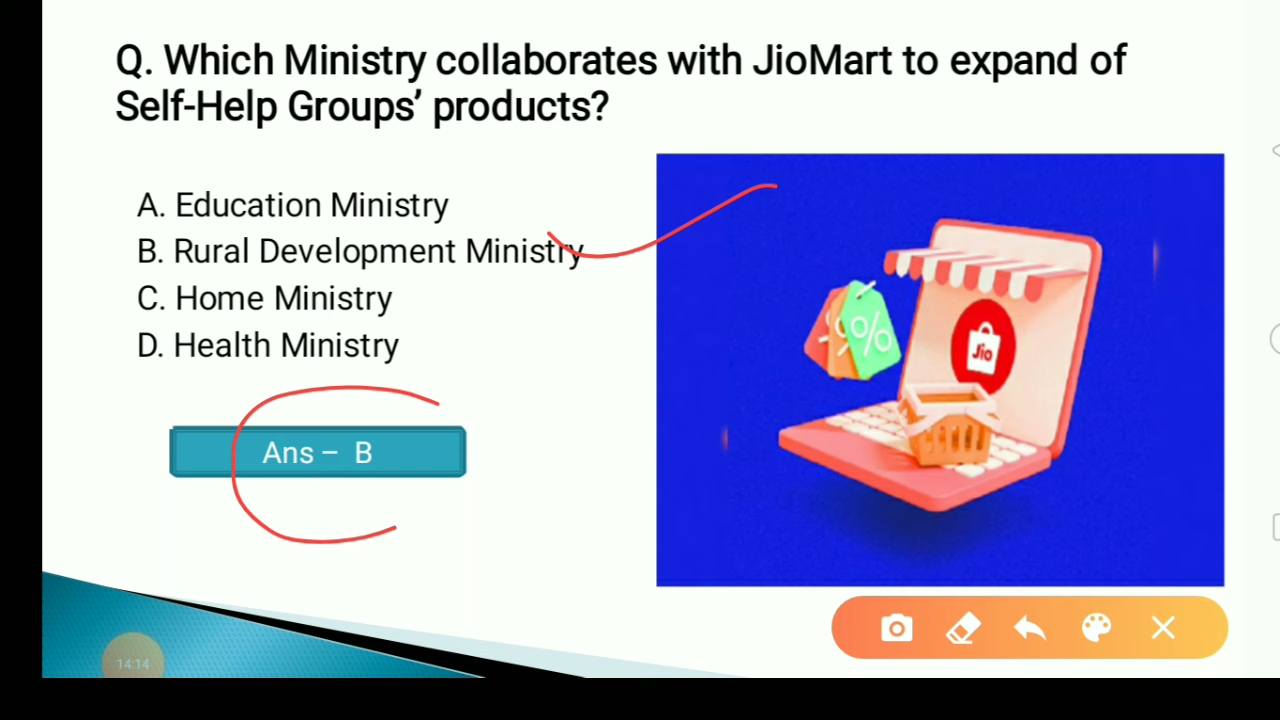 Q. Which Ministry collaborates with JioMart to expand of
Self-Help Groups’ products?
A. Education Ministry
B. Rural Development Ministry
C. Home Ministry
D. Health Ministry
Ans – B
%
Jio
14:14